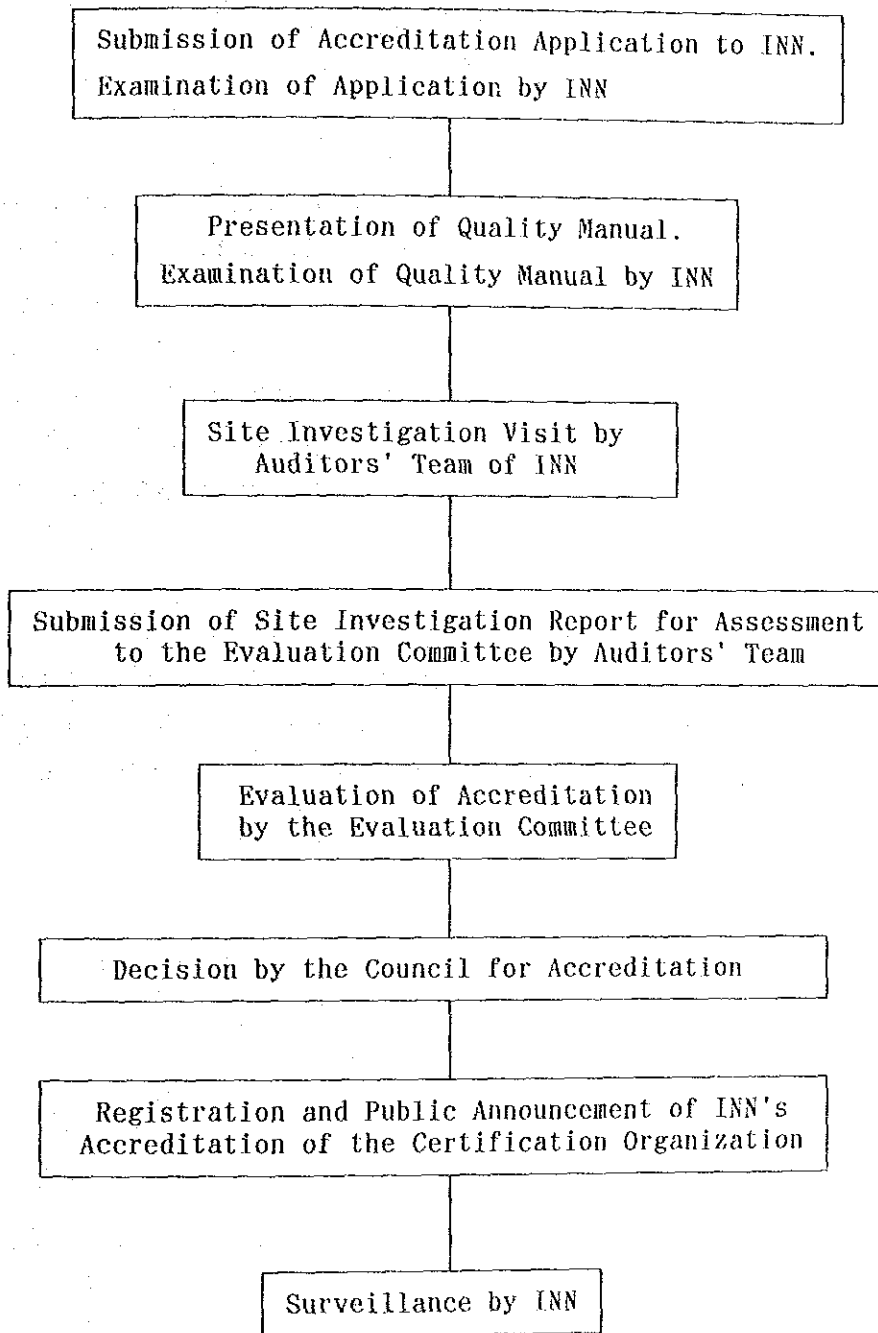 Submission of Accreditation Application to INN.
Examination of Application by INN
Presentation of Quality Manual.
Examination of Quality Manual by INN
Site Investigation Visit by
Auditors' Team of INN
Submission of Site Investigation Report for Assessment
to the Evaluation Committee by Auditors' Team
Evaluation of Accreditation
by the Evaluation Committee
Decision by the Council for Accreditation
Registration and Public Announcement of INN's
Accreditation of the Certification Organization
Surveillance by INN